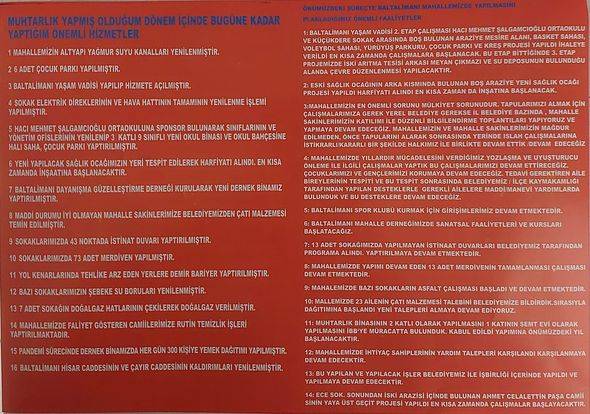 MUHTARLIK YAPMIŞ OLDUĞUM DÖNEM İÇİNDE BUGÜNE KADAR
YAPTIĞIM ÖNEMLİ HİZMETLER
1 MAHALLEMİZİN ALTYAPI YAĞMUR SUYU KANALLARI YENİLENMİŞTİR.
2 6 ADET ÇOCUK PARKI YAPILMIŞTIR.
3 BALTALİMANI YAŞAM VADİSİ YAPILIP HİZMETE AÇILMIŞTIR.
4 SOKAK ELEKTRİK DİREKLERİNİN VE HAVA HATTININ TAMAMININ YENİLENME İŞLEMİ
YAPTIRILMIŞTIR.
5 HACI MEHMET ŞALGAMCIOĞLU ORTAOKULUNA SPONSOR BULUNARAK SINIFLARININ VE
YÖNETİM OFİSLERİNİN YENİLENİP 3 KATLI 9 SINIFLI YENİ OKUL BİNASI VE OKUL BAHÇESİNE
HALI SAHA, ÇOCUK PARKI YAPTIRILMIŞTIR.
6 YENİ YAPILACAK SAĞLIK OCAĞIMIZIN YERİ TESPİT EDİLEREK HARFİYATI ALINDI. EN KISA
ZAMANDA İNŞAATINA BAŞLANACAKTIR.
7 BALTALİMANI DAYANIŞMA GÜZELLEŞTİRME DERNEĞİ KURULARAK YENİ DERNEK BİNAMIZ
YAPTIRILMIŞTIR.
8 MADDİ DURUMU İYİ OLMAYAN MAHALLE SAKİNLERİMİZE BELEDİYEMİZDEN ÇATI MALZEMESİ
TEMİN EDİLMİŞTİR.
9 SOKAKLARIMIZDA 43 NOKTADA İSTİNAT DUVARI YAPTIRILMIŞTIR.
10 SOKAKLARIMIZDA 73 ADET MERDİVEN YAPILMIŞTIR.
11 YOL KENARLARINDA TEHLİKE ARZ EDEN YERLERE DEMİR BARİYER YAPTIRILMIŞTIR.
12 BAZI SOKAKLARIMIZIN ŞEBEKE SU BORULARI YENİLENMİŞTİR.
13 7 ADET SOKAĞIN DOĞALGAZ HATLARININ ÇEKİLEREK DOĞALGAZ VERİLMİŞTİR.
14 MAHALLEMİZDE FALİYET GÖSTEREN CAMİLERİMİZE RUTİN TEMİZLİK İŞLERİ
YAPTIRILMAKTADIR.
15 PANDEMİ SÜRECİNDE DERNEK BİNAMIZDA HER GÜN 300 KİŞİYE YEMEK DAĞITIMI YAPILMIŞTIR.
16 BALTALİMANI HİSAR CADDESİNİN VE ÇAYIR CADDESİNİN KALDIRIMLARI YENİLENMİŞTİR.
ÖNÜMÜZDEKİ SÜREÇTE BALTALİMANI MAHALLEMİZDE YAPILMASINI
PLANLADIĞIMIZ ÖNEMLİ FAALİYETLER
1: BALTALİMANI YAŞAM VADİSİ 2. ETAP ÇALIŞMASI HACI MEHMET ŞALGAMCIOĞLU ORTAOKULU
VE KÜÇÜKDERE SOKAK ARASINDA BOŞ BULUNAN ARAZİYE MESİRE ALANI, BASKET SAHASI,
VOLEYBOL SAHASI, YÜRÜYÜŞ PARKURU, ÇOCUK PARKI VE KREŞ PROJESİ YAPILDI İHALEYE
VERİLDİ EN KISA ZAMANDA ÇALIŞMALARA BAŞLANACAK. BU ETAP BİTTİĞİNDE 3. ETAP
PROJEMİZDE İSKİ ARITMA TESİSİ ARKASI MEYAN ÇIKMAZI VE SU DEPOSUNUN BULUNDUĞU
ALANDA ÇEVRE DÜZENLENMESİ YAPILACAKTIR.
2: ESKİ SAĞLIK OCAĞININ ARKA KISMINDA BULUNAN BOŞ ARAZİYE YENİ SAĞLIK OCAĞI
PROJESİ YAPILDI HARFİYATI ALINDI EN KISA ZAMAN DA İNŞATINA BAŞLANACAK.
3:MAHALLEMİZİN EN ÖNEMLİ SORUNU MÜLKİYET SORUNUDUR. TAPULARIMIZI ALMAK İÇİN
ÇALIŞMALARIMIZA GEREK YEREL BELEDİYE GEREKSE İL BELEDİYE BAZINDA , MAHALLE
SAKİNLERİMİZİN KATILIMI İLE DÜZENLİ BİLGİLENDİRME TOPLANTILARI YAPIYORUZ VE
YAPMAYA DEVAM EDECEĞİZ. MAHALLEMİZİN VE MAHALLE SAKİNLERİMİZİN MAĞDUR
EDİLMEDEN, ÖNCE TAPULARINI ALARAK SONRASINDA YERİNDE ISLAH ÇALIŞMALARINA
İSTİKRARLI/KARARLI BİR ŞEKİLDE HALKIMIZ İLE BİRLİKTE DEVAM ETTİK /DEVAM EDECEĞİZ
4: MAHALLEMİZDE YILLARDIR MÜCADELESİNİ VERDİĞİMİZ YOZLAŞMA VE UYUŞTURUCU
ÖNLEME İLE İLGİLİ ÇALIŞMALAR YAPTIK BU ÇALIŞMALARIMIZI DEVAM ETTİRECEĞİZ.
ÇOCUKLARIMIZI VE GENÇLERİMİZİ KORUMAYA DEVAM EDECEĞİZ. TEDAVİ GEREKTİREN AİLE
BİREYLERİNİN TESPİTİ VE BU TESPİT SONRASINDA BELEDİYEMİZ / İLÇE KAYMAKAMLIĞI
TARAFINDAN YAPILAN DESTEKLERLE GEREKLİ AİLELERE MADDİ/MANEVİ YARDIMLARDA
BULUNDUK VE BU DESTEKLERE DEVAM EDECEĞİZ.
5: BALTALİMANI SPOR KLUBÜ KURMAK İÇİN GİRİŞİMLERİMİZ DEVAM ETMEKTEDİR.
6: BALTALİMANI MAHALLE DERNEĞİMİZDE SANATSAL FAALİYETLERİ VE KURSLARI
BAŞLATACAĞIZ.
7: 13 ADET SOKAĞIMIZDA YAPILMAYAN İSTİNAAT DUVARLARI BELEDİYEMİZ TARAFINDAN
PROGRAMA ALINDI. YAPTIRILMAYA DEVAM ETMEKTEDİR.
8: MAHALLEMİZDE YAPIMI DEVAM EDEN 13 ADET MERDİVENİN TAMAMLANMASI ÇALIŞMASI
DEVAM ETMEKTEDİR.
9: MAHALEMİZDE BAZI SOKAKLARIN ASFALT ÇALIŞMASI BAŞLADI VE DEVAM ETMEKTEDİR.
10: MALLEMİZDE 23 AİLENİN ÇATI MALZEMESİ TALEBİNİ BELEDİYEMİZE BİLDİRDİK.SIRASIYLA
DAĞITIMINA BAŞLANDI YENİ TALEPLERİ ALMAYA DEVAM EDİYORUZ.
11: MUHTARLIK BİNASININ 2 KATLI OLARAK YAPILMASINI 1 KATININ SEMT EVİ OLARAK
YAPILMASINI İBB'YE MÜRACATTA BULUNDUK. KABUL EDİLDİ YAPIMINA ÖNÜMÜZDEKİ YIL
BAŞLANACAKTIR.
12: MAHALLEMİZDE İHTİYAÇ SAHİPLERİNİN YARDIM TALEPLERİ KARŞILANDI KARŞILANMAYA
DEVAM EDECEKTİR.
13: BU YAPILAN VE YAPILACAK İŞLER BELEDİYEMİZ İLE İŞBİRLİĞİ İÇERİSİNDE YAPILDI VE
YAPILMAYA DEVAM EDECEKTİR.
14: ECE SOK. SONUNDAN İSKİ ARAZİSİ İÇİNDE BULUNAN AHMET CELALETTİN PAŞA CAMİİ
SİNİN YAYA ÜST GEÇİT PROJESİ YAPILDI EN KISA ZAMANDA ÇALIŞMALAR BAŞLAYACAKTIR.